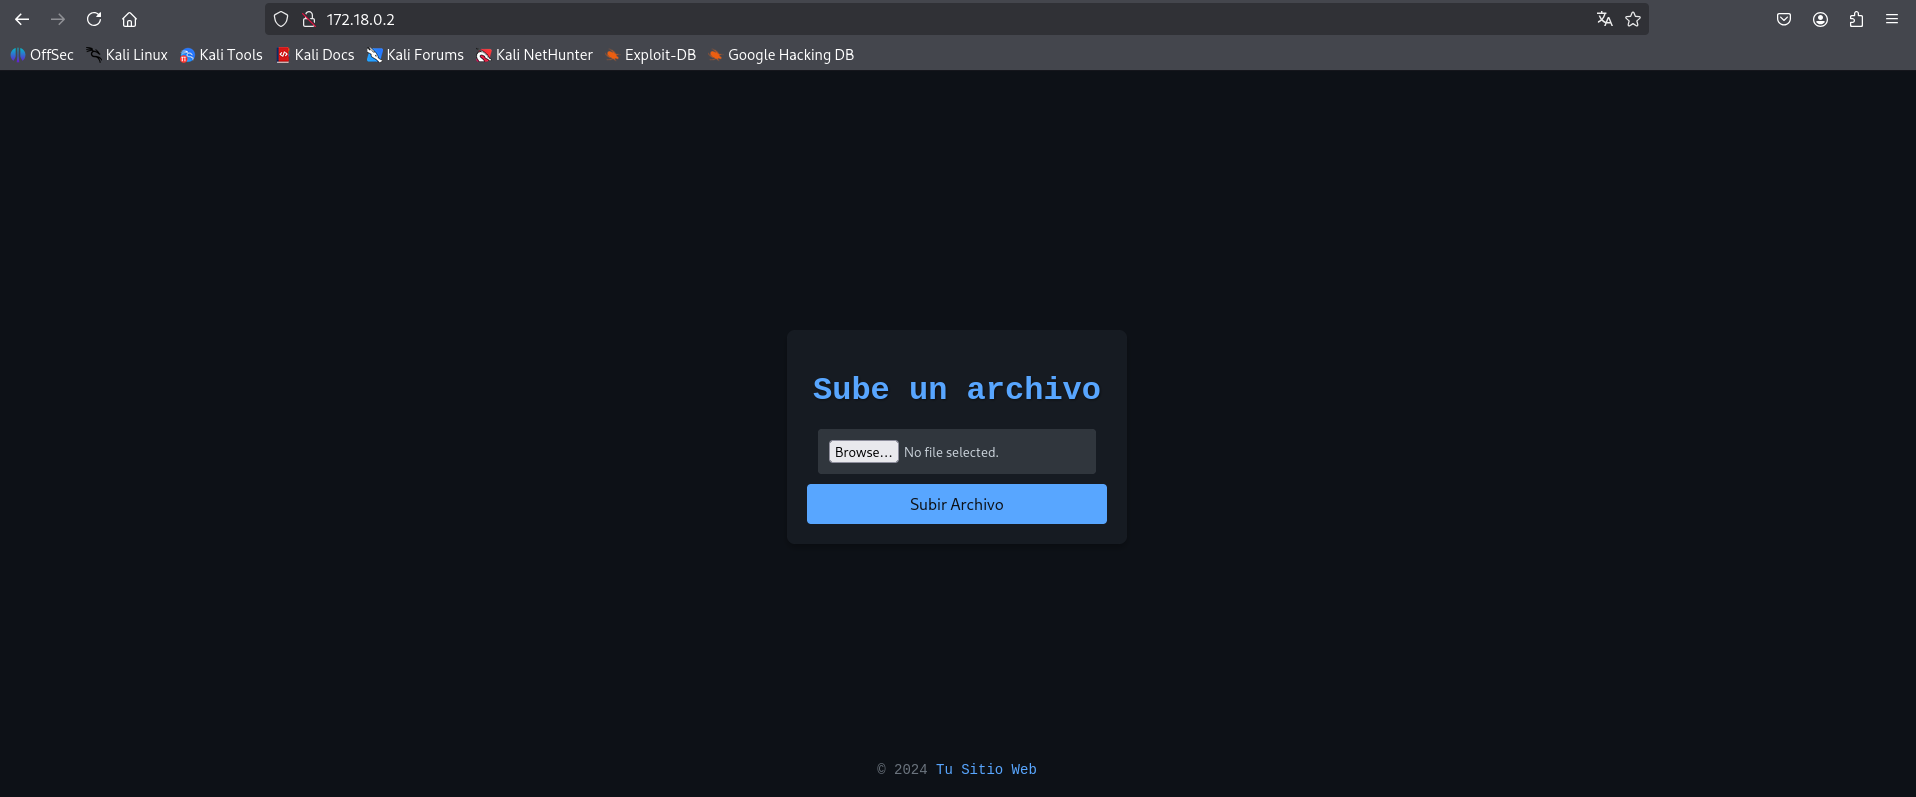 172.18.0.2
OffSec Kali Linux Kali Tools Kali Docs Kali Forums Kali NetHunter Exploit-DB Google Hacking DB
Sube un archivo
Browse... No file selected.
Subir Archivo
© 2024 Tu Sitio Web